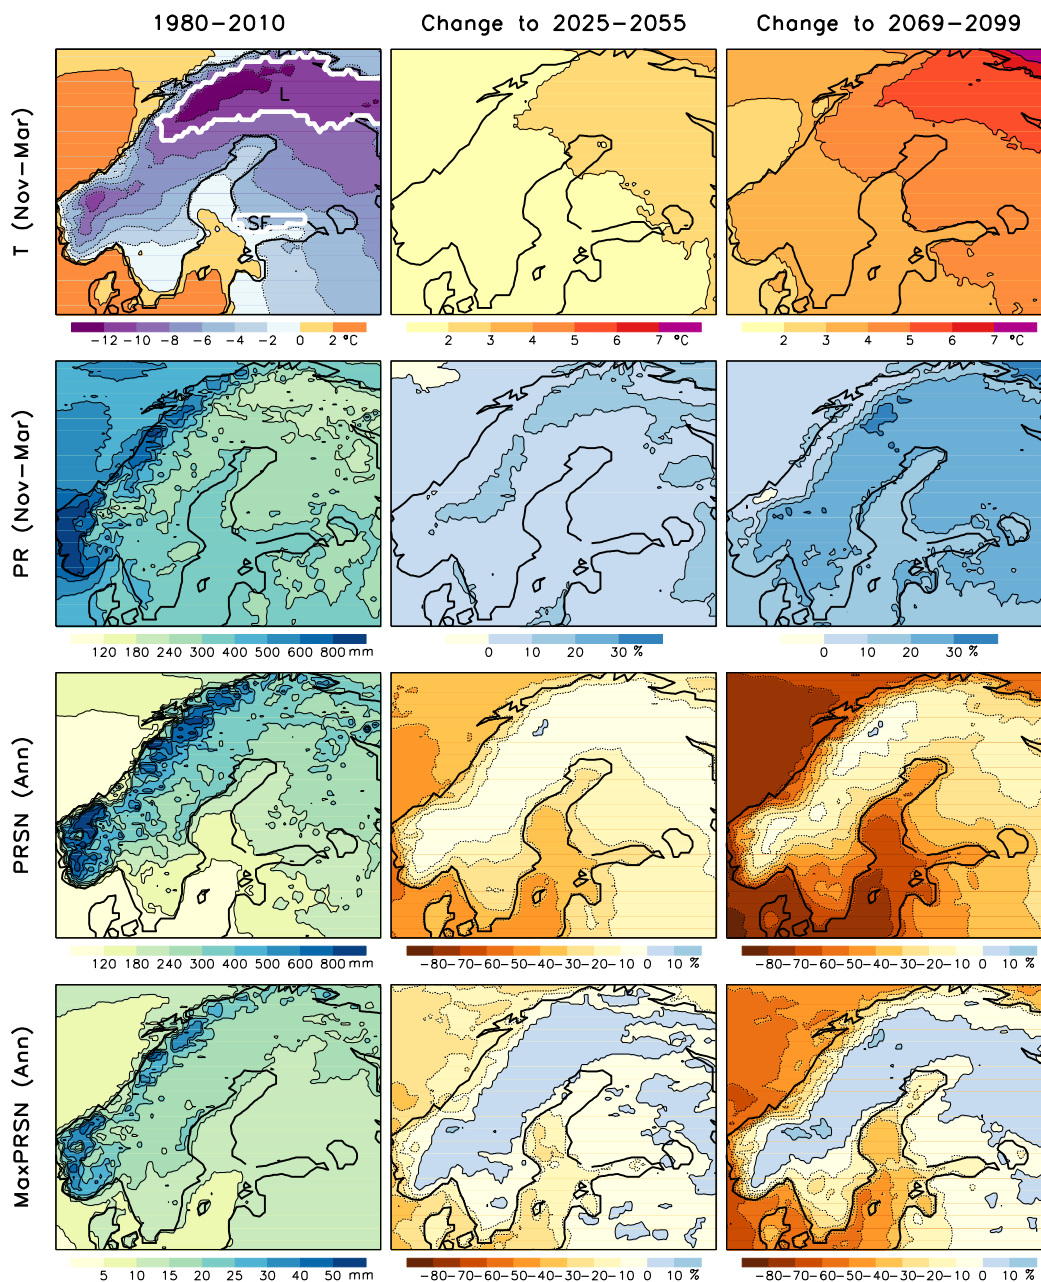 1980−2010 Change to 2025−2055 Change to 2069−2099
T (Nov−Mar)
L
SF
−12 −10 −8 −6 −4 −2 0 2 °C
2 3 4 5 6 7 °C
2 3 4 5 6 7 °C
PR (Nov−Mar)
120 180 240 300 400 500 600 800 mm
0 10 20 30 %
0 10 20 30 %
PRSN (Ann)
120 180 240 300 400 500 600 800 mm
−80−70−60−50−40−30−20−10 0 10 %
−80−70−60−50−40−30−20−10 0 10 %
MaxPRSN (Ann)
5 10 15 20 25 30 40 50 mm
−80−70−60−50−40−30−20−10 0 10 %
−80−70−60−50−40−30−20−10 0 10 %